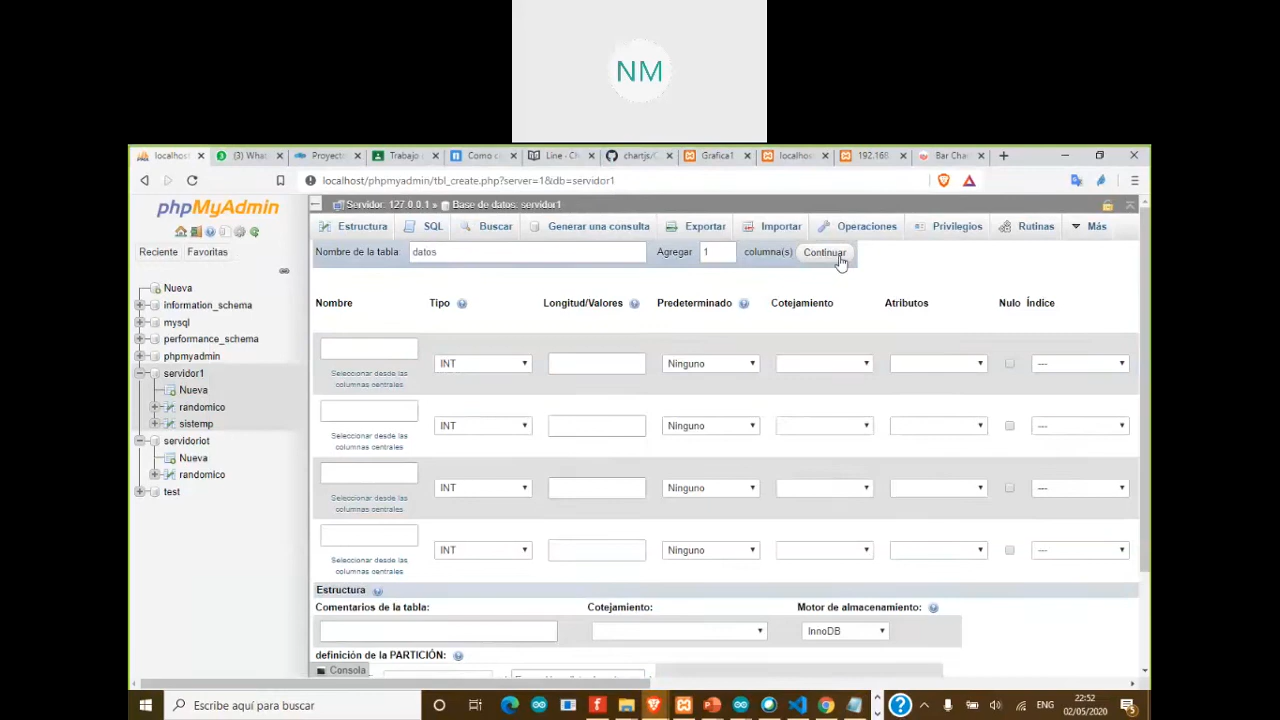 NM
localhost
(3) What
Proyecto
Trabajo
Como c
Line - Ch
chartjs/C
Grafica1
localhos
192.168
Bar Cha
localhost/phpmyadmin/tbl_create.php?server=1&db=servidor1
phpMyAdmin
Reciente
Favoritas
Nueva
information_schema
mysql
performance_schema
phpmyadmin
servidor1
Nueva
randomico
sistemp
servidoriot
Nueva
randomico
test
Servidor: 127.0.0.1 » Base de datos: servidor1
Estructura
SQL
Buscar
Generar una consulta
Exportar
Importar
Operaciones
Privilegios
Rutinas
Más
Nombre de la tabla: datos
Agregar 1 columna(s) Continuar
Nombre Tipo Longitud/Valores Predeterminado Cotejamiento Atributos Nulo Índice
INT Ninguno ---
Seleccionar desde las
columnas centrales
INT Ninguno ---
Seleccionar desde las
columnas centrales
INT Ninguno ---
Seleccionar desde las
columnas centrales
INT Ninguno ---
Seleccionar desde las
columnas centrales
Estructura
Comentarios de la tabla: Cotejamiento: Motor de almacenamiento:
InnoDB
definición de la PARTICIÓN:
Consola
Escribe aquí para buscar
ENG
22:52
02/05/2020
5